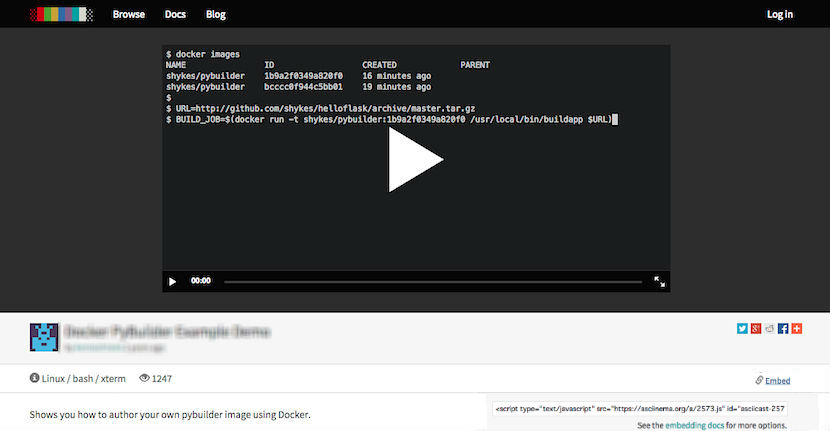 Browse Docs Blog Log in
$ docker images
NAME ID CREATED PARENT
shykes/pybuilder 1b9a2f0349a820f0 16 minutes ago
shykes/pybuilder bcccc0f944c5bb01 19 minutes ago
$
$ URL=http://github.com/shykes/helloflask/archive/master.tar.gz
$ BUILD_JOB=$(docker run -t shykes/pybuilder:1b9a2f0349a820f0 /usr/local/bin/buildapp $URL)
00:00
Docker PyBuilder Example Demo
Linux / bash / xterm 1247
Embed
Shows you how to author your own pybuilder image using Docker.
<script type="text/javascript" src="https://asciinema.org/a/2573.js" id="asciicast-257
See the embedding docs for more options.